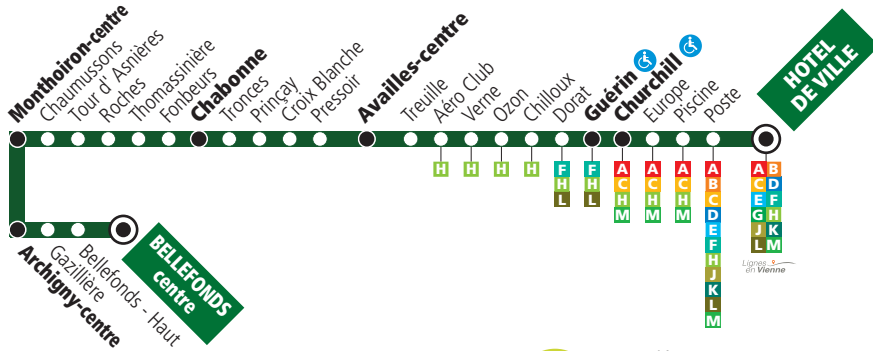 Monthoiron-centre
Chaumussons
Tour d' Asnières
Roches
Thomassinière
Fonbeurs
Chabonne
Tronces
Prinçay
Croix Blanche
Pressoir
Availles-centre
Treuille
Aéro Club
Verne
Ozon
Chilloux
Dorat
Guérin
Churchill
Europe
Piscine
Poste
HOTEL
DE VILLE
H
H
H
H
F
H
L
F
H
L
A
C
H
M
A
C
H
M
A
C
H
M
A
B
C
D
E
F
H
J
K
L
M
A B
C D
E F
G H
J K
L M
Lignes
en Vienne
Archigny-centre
Gazillière
Bellefonds - Haut
BELLEFONDS
centre